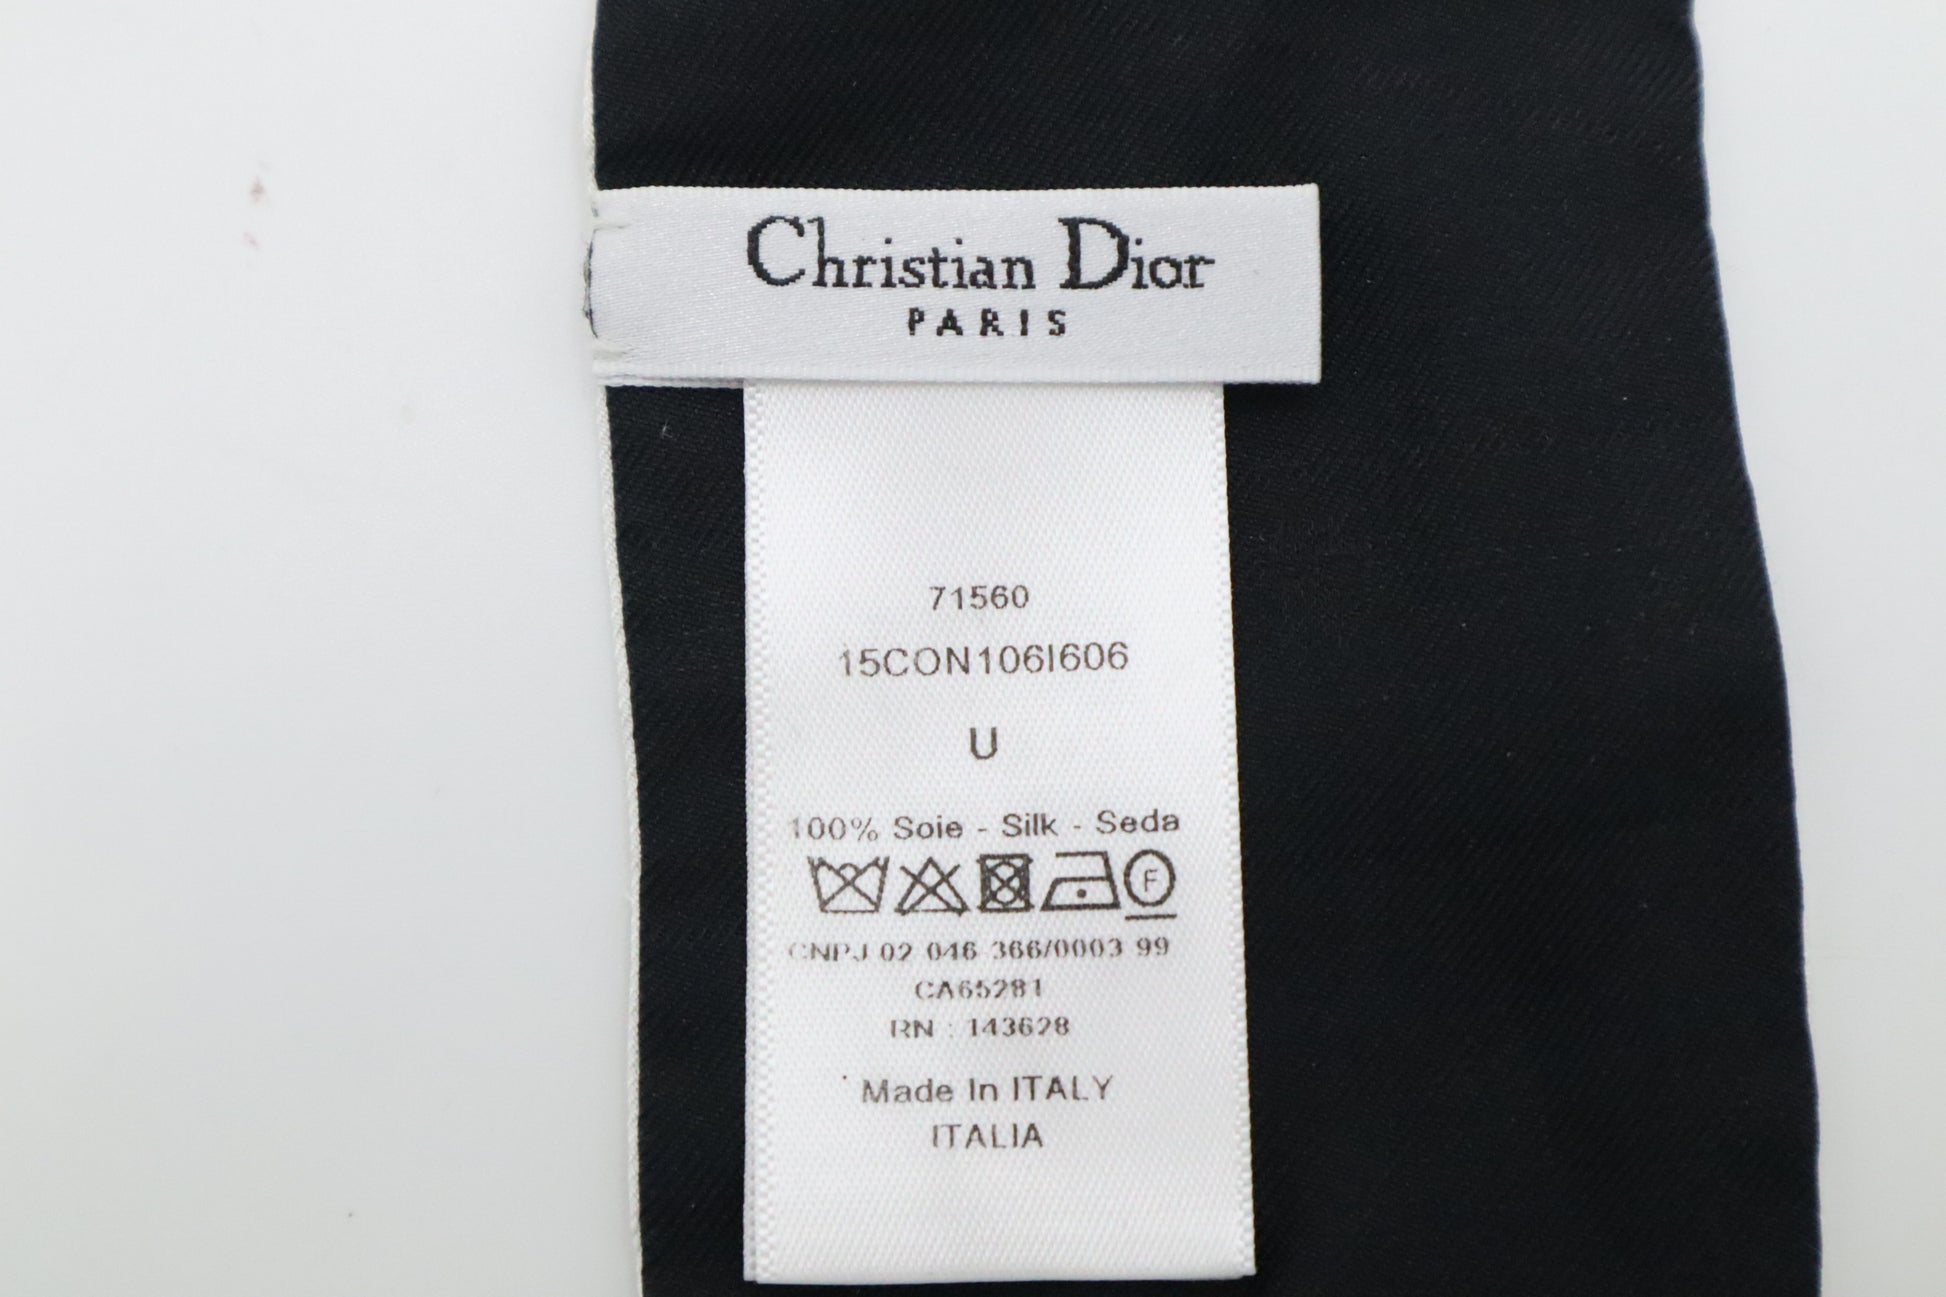 Christian Dior
PARIS
71560
15CON106I606
U
100% Soie - Silk - Seda
F
CNPJ 02 046 366/0003 99
CA65281
RN : 143628
Made In ITALY
ITALIA